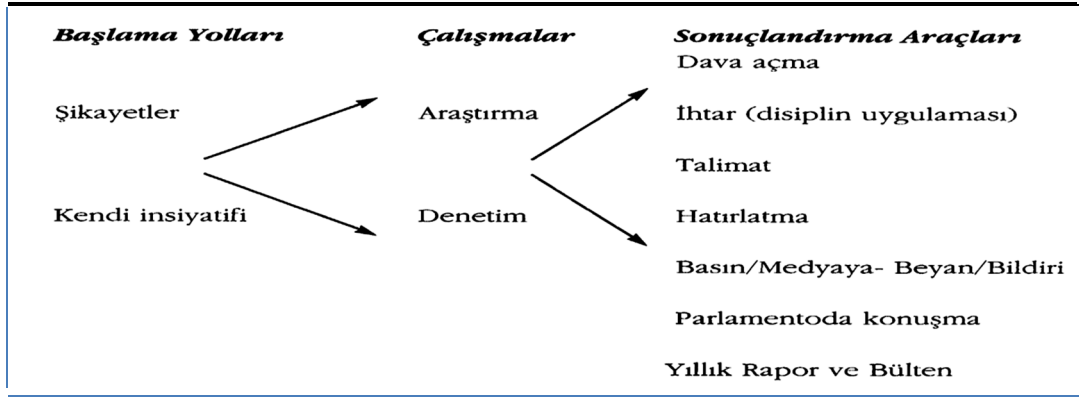 Başlama Yolları Çalışmalar Sonuçlandırma Araçları
Dava açma
Şikayetler Araştırma İhtar (disiplin uygulaması)
Talimat
Kendi insiyatifi Denetim Hatırlatma
Basın/Medyaya- Beyan/Bildiri
Parlamentoda konuşma
Yıllık Rapor ve Bülten